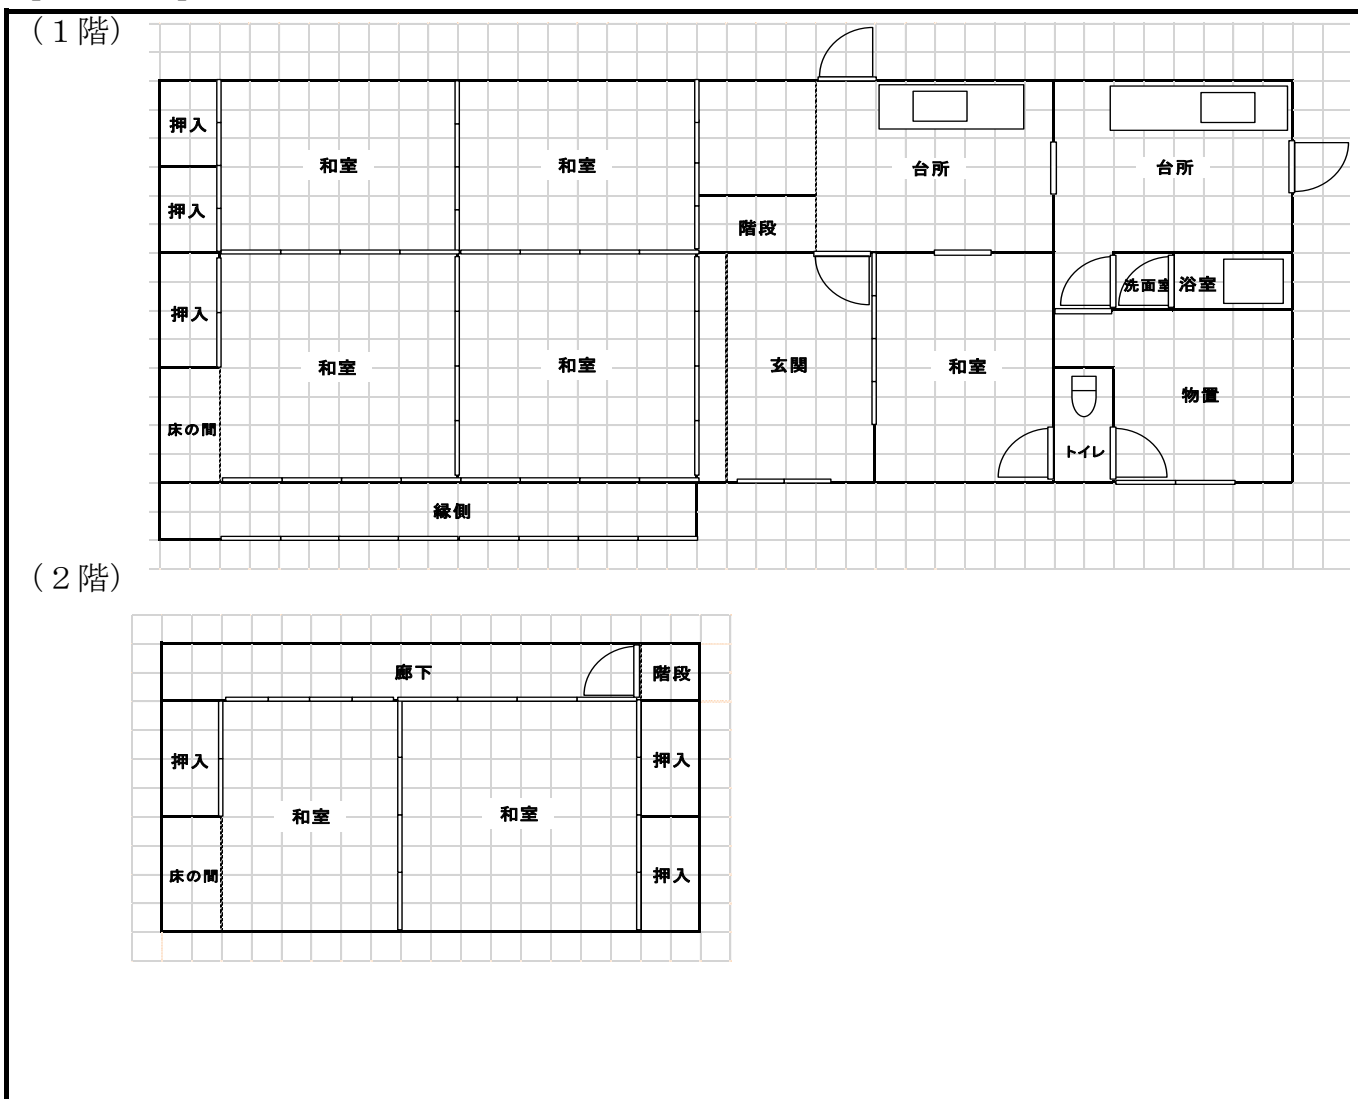 （１階）
押入
和室
和室
台所
台所
押入
階段
押入
洗面室
浴室
和室
和室
玄関
和室
物置
床の間
トイレ
縁側
（２階）
廊下
階段
押入
押入
和室
和室
床の間
押入